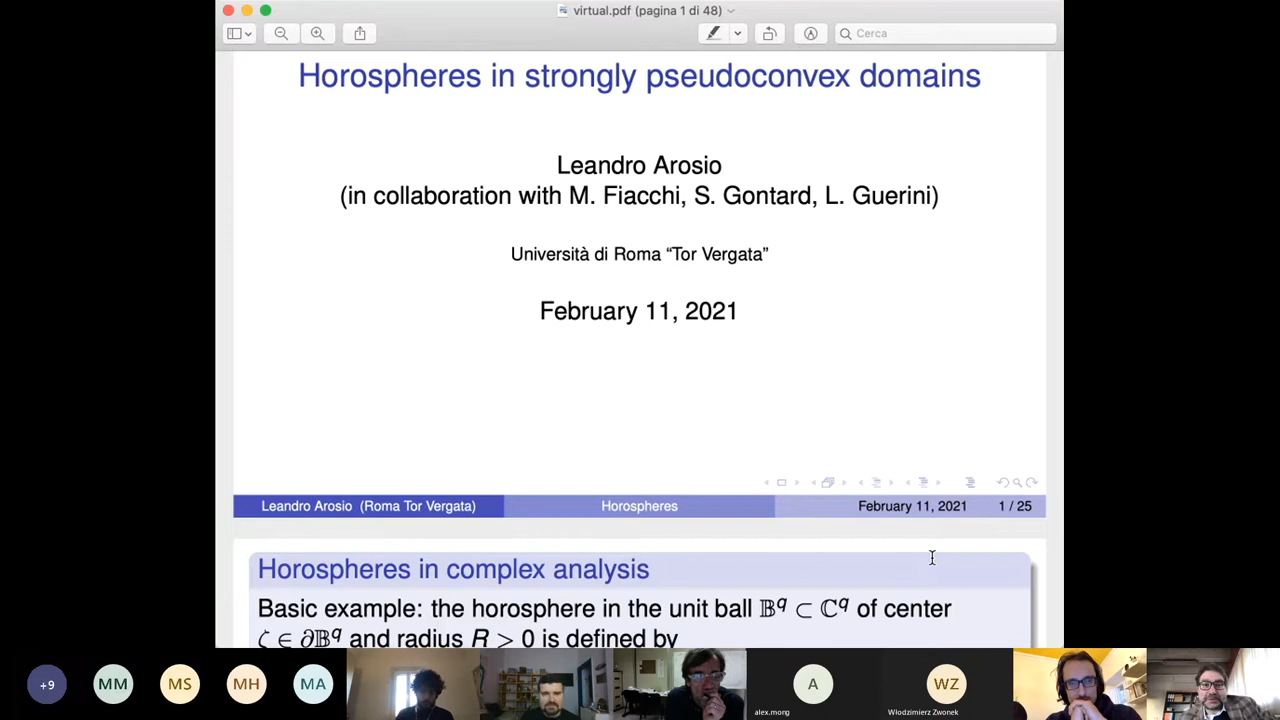 virtual.pdf (pagina 1 di 48)
Cerca
Horospheres in strongly pseudoconvex domains
Leandro Arosio
(in collaboration with M. Fiacchi, S. Gontard, L. Guerini)
Università di Roma “Tor Vergata”
February 11, 2021
Leandro Arosio (Roma Tor Vergata) Horospheres February 11, 2021 1 / 25
Horospheres in complex analysis
Basic example: the horosphere in the unit ball 𝔹^q ⊂ ℂ^q of center
ζ ∈ ∂𝔹^q and radius R > 0 is defined by
+9 MM MS MH MA A WZ
alex.mong Włodzimierz Zwonek